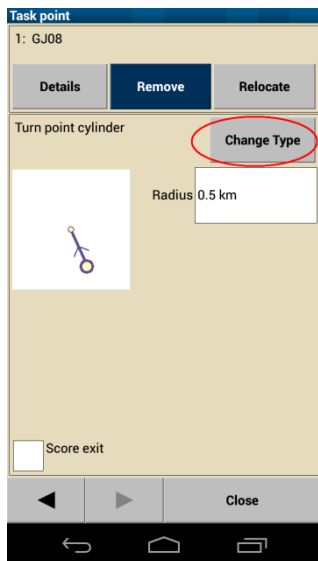 Task point
1: GJ08
Details Remove Relocate
Turn point cylinder Change Type
Radius 0.5 km
Score exit
Close